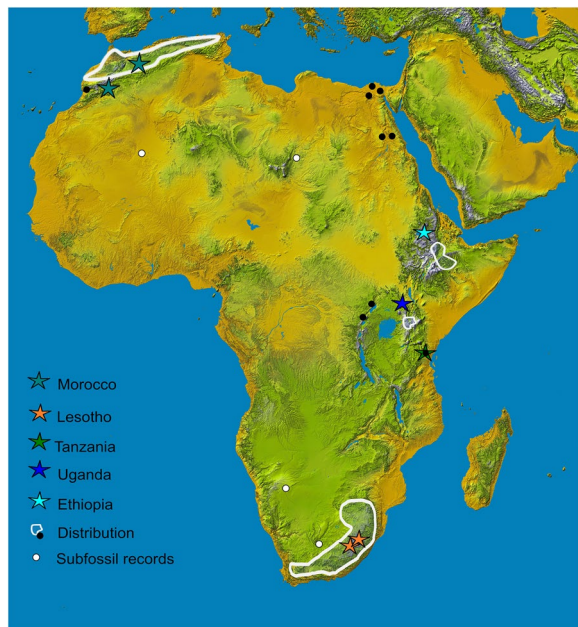 Morocco
Lesotho
Tanzania
Uganda
Ethiopia
Distribution
Subfossil records